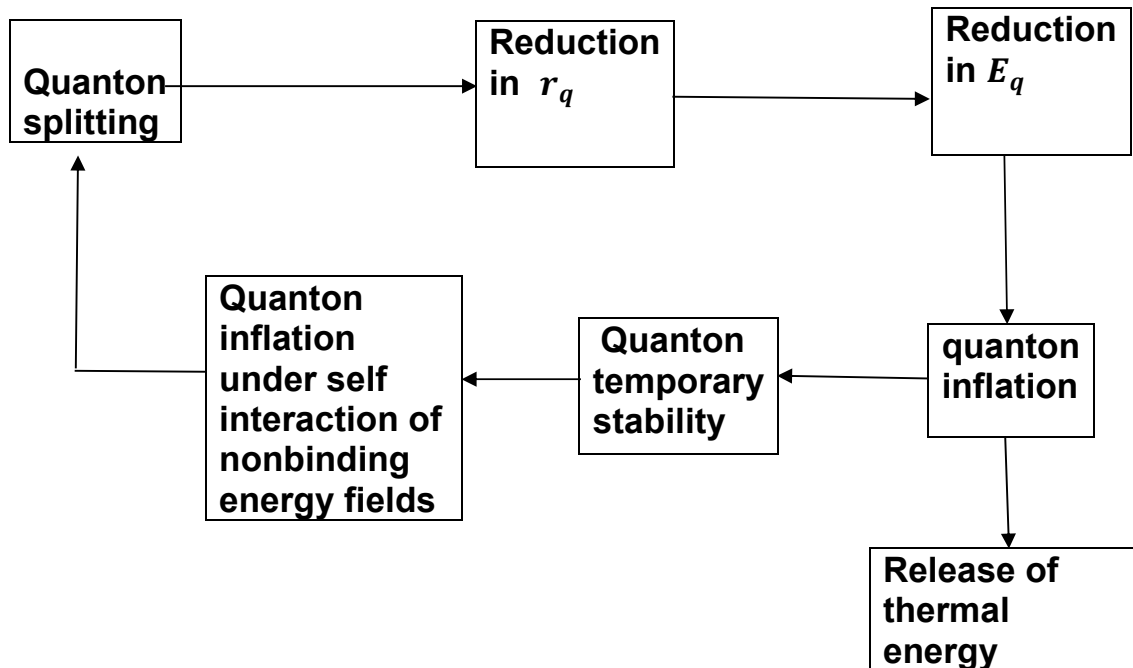 Quanton
splitting
Reduction
in r_q
Reduction
in E_q
Quanton
inflation
under self
interaction of
nonbinding
energy fields
Quanton
temporary
stability
quanton
inflation
Release of
thermal
energy